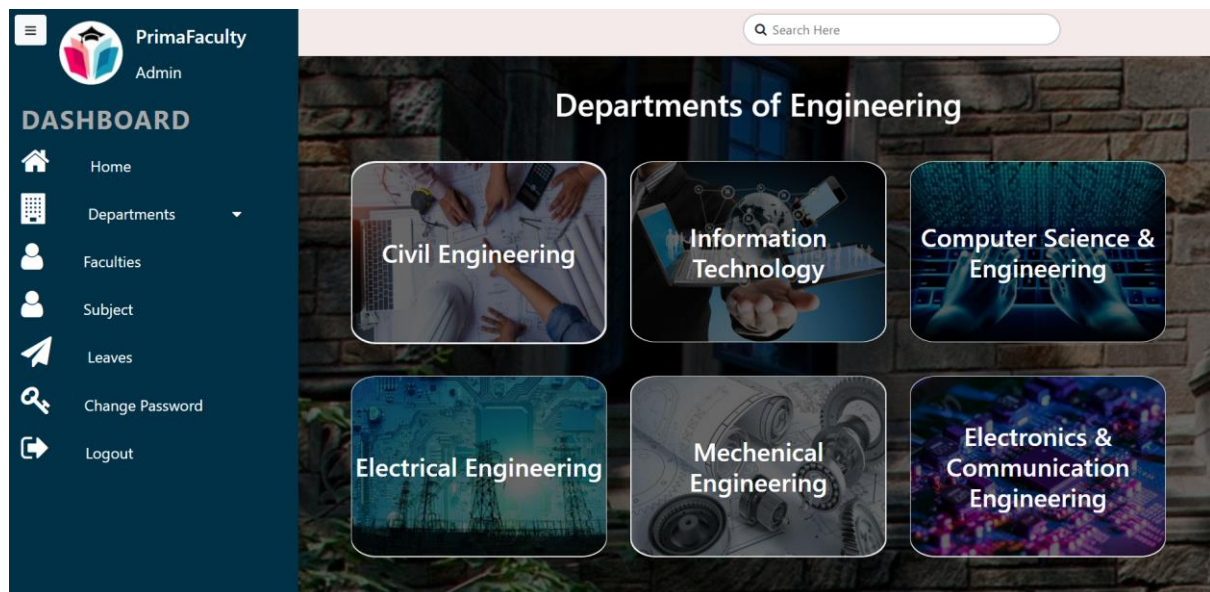 PrimaFaculty
Admin
DASHBOARD
Home
Departments
Faculties
Subject
Leaves
Change Password
Logout
Search Here
Departments of Engineering
Civil Engineering
Information
Technology
Computer Science &
Engineering
Electrical Engineering
Mechenical
Engineering
Electronics &
Communication
Engineering